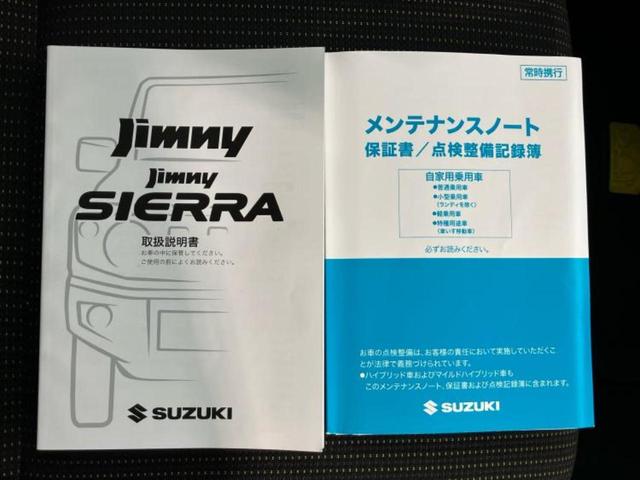 Jimny
Jimny
SIERRA
取扱説明書
お車の中に保管してください。
ご使用の前によくお読みください。
SUZUKI
常時携行
メンテナンスノート
保証書/点検整備記録簿
自家用乗用車
●普通乗用車
●小型乗用車
(ランディを除く)
●軽乗用車
●特種用途車
(車いす移動車)
必ずお読みください。
お車の点検整備は、お客様の責任において実施していただくこ
とが法律で義務づけられています。
●ハイブリッド車およびマイルドハイブリッド車も
このメンテナンスノート、保証書および点検記録簿に含まれます。
SUZUKI